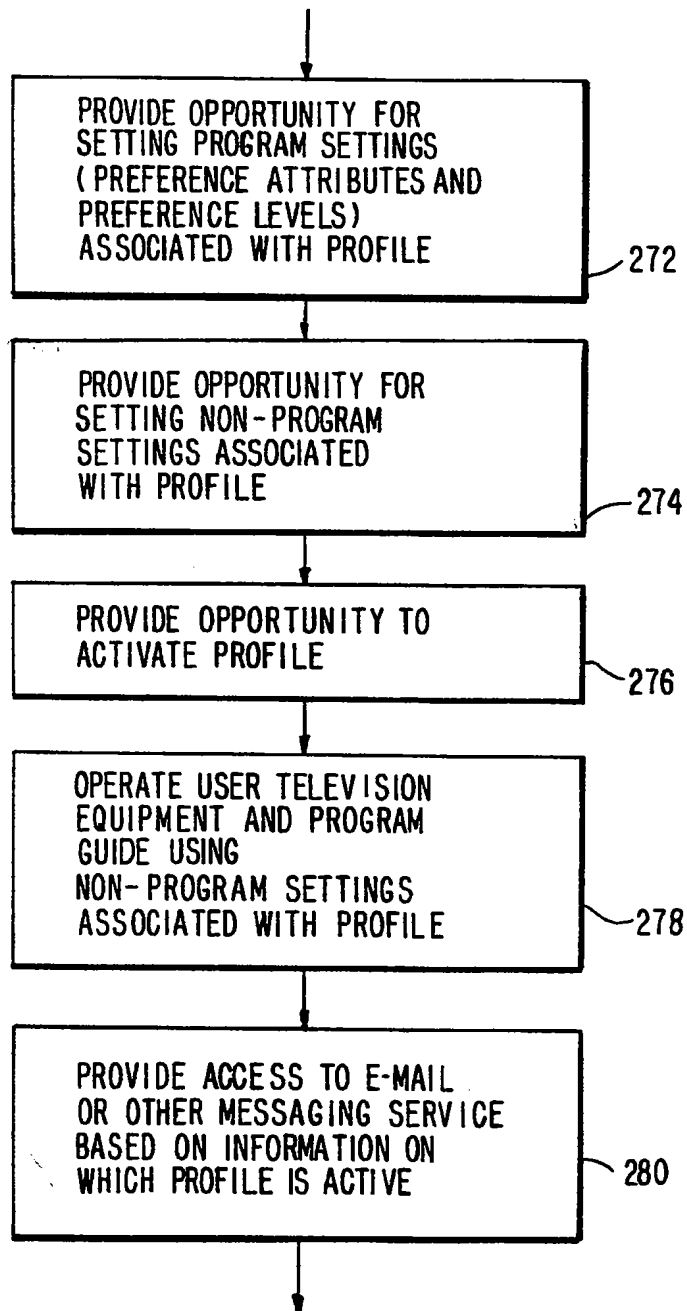 PROVIDE OPPORTUNITY FOR
SETTING PROGRAM SETTINGS
(PREFERENCE ATTRIBUTES AND
PREFERENCE LEVELS)
ASSOCIATED WITH PROFILE
272
PROVIDE OPPORTUNITY FOR
SETTING NON-PROGRAM
SETTINGS ASSOCIATED
WITH PROFILE
274
PROVIDE OPPORTUNITY TO
ACTIVATE PROFILE
276
OPERATE USER TELEVISION
EQUIPMENT AND PROGRAM
GUIDE USING
NON-PROGRAM SETTINGS
ASSOCIATED WITH PROFILE
278
PROVIDE ACCESS TO E-MAIL
OR OTHER MESSAGING SERVICE
BASED ON INFORMATION ON
WHICH PROFILE IS ACTIVE
280